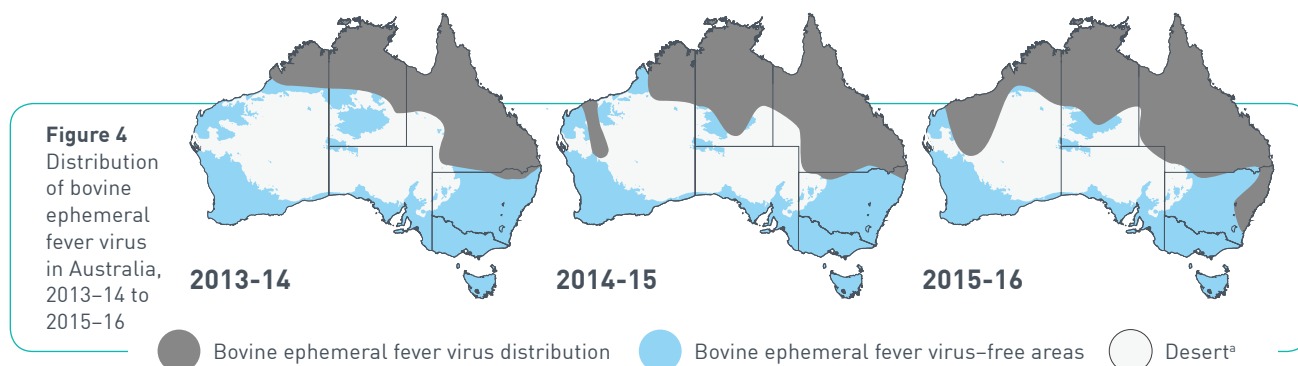 Figure 4
Distribution
of bovine
ephemeral
fever virus
in Australia,
2013–14 to
2015–16
2013-14
2014-15
2015-16
Bovine ephemeral fever virus distribution
Bovine ephemeral fever virus–free areas
Desertᵃ